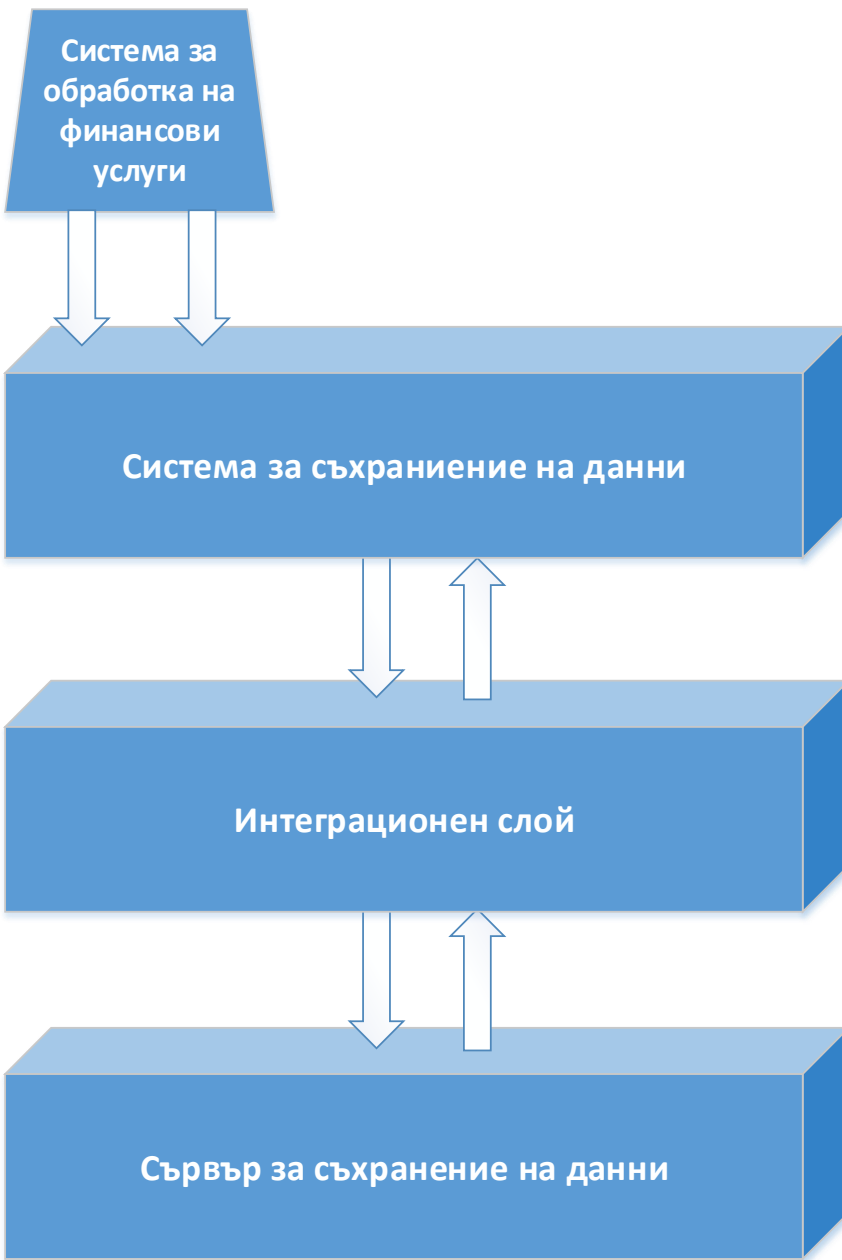 Система за
обработка на
финансови
услуги
Система за съхраниение на данни
Интеграционен слой
Сървър за съхранение на данни